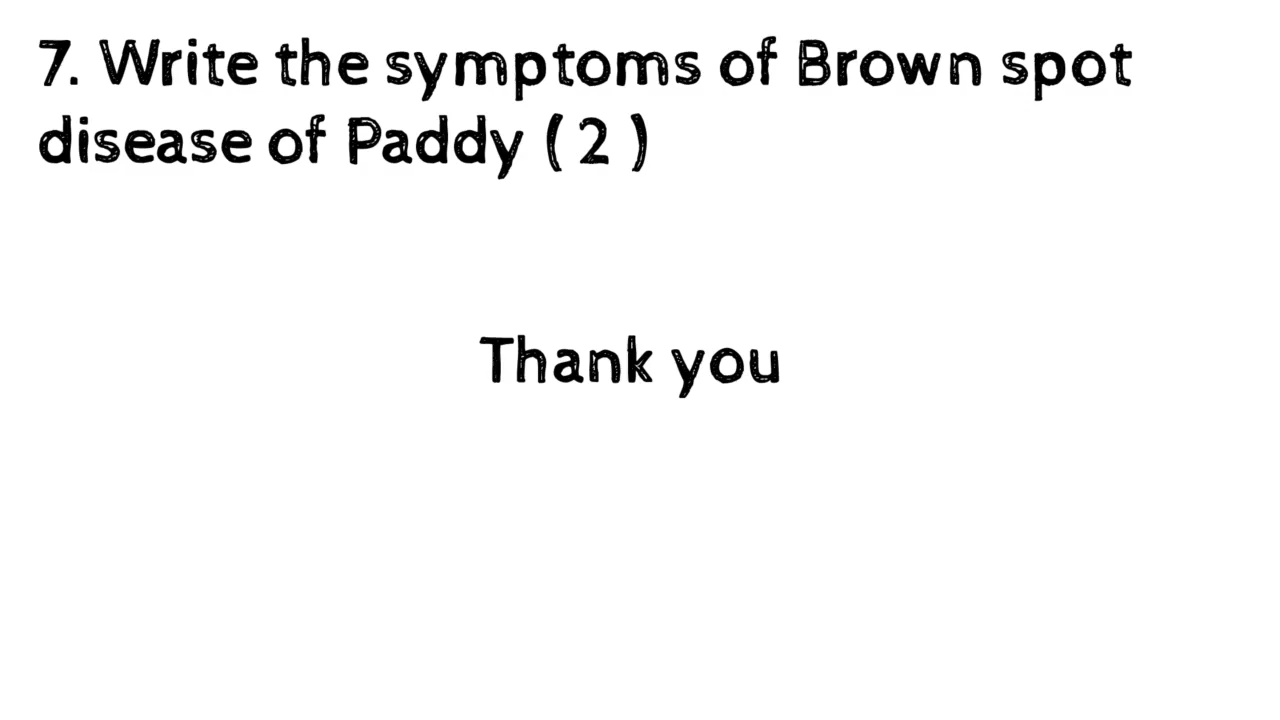 7. Write the symptoms of Brown spot
disease of Paddy ( 2 )
Thank you